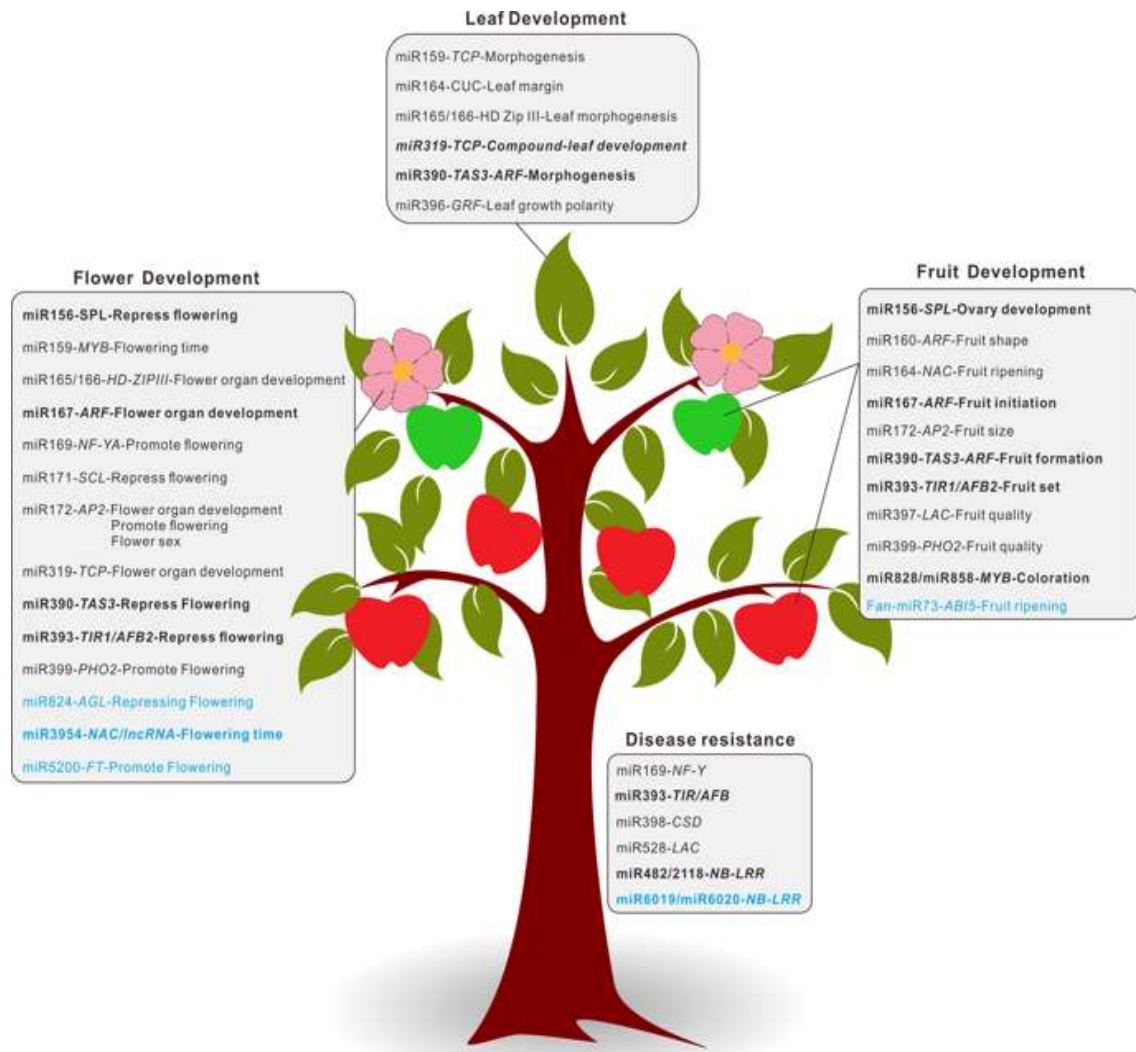 Leaf Development
miR159-TCP-Morphogenesis
miR164-CUC-Leaf margin
miR165/166-HD Zip III-Leaf morphogenesis
miR319-TCP-Compound-leaf development
miR390-TAS3-ARF-Morphogenesis
miR396-GRF-Leaf growth polarity
Flower Development
miR156-SPL-Repress flowering
miR159-MYB-Flowering time
miR165/166-HD-ZIPIII-Flower organ development
miR167-ARF-Flower organ development
miR169-NF-YA-Promote flowering
miR171-SCL-Repress flowering
miR172-AP2-Flower organ development
Promote flowering
Flower sex
miR319-TCP-Flower organ development
miR390-TAS3-Repress Flowering
miR393-TIR1/AFB2-Repress flowering
miR399-PHO2-Promote Flowering
miR824-AGL-Repressing Flowering
miR3954-NAC/lncRNA-Flowering time
miR5200-FT-Promote Flowering
Fruit Development
miR156-SPL-Ovary development
miR160-ARF-Fruit shape
miR164-NAC-Fruit ripening
miR167-ARF-Fruit initiation
miR172-AP2-Fruit size
miR390-TAS3-ARF-Fruit formation
miR393-TIR1/AFB2-Fruit set
miR397-LAC-Fruit quality
miR399-PHO2-Fruit quality
miR828/miR858-MYB-Coloration
Fan-miR73-ABI5-Fruit ripening
Disease resistance
miR169-NF-Y
miR393-TIR/AFB
miR398-CSD
miR528-LAC
miR482/2118-NB-LRR
miR6019/miR6020-NB-LRR